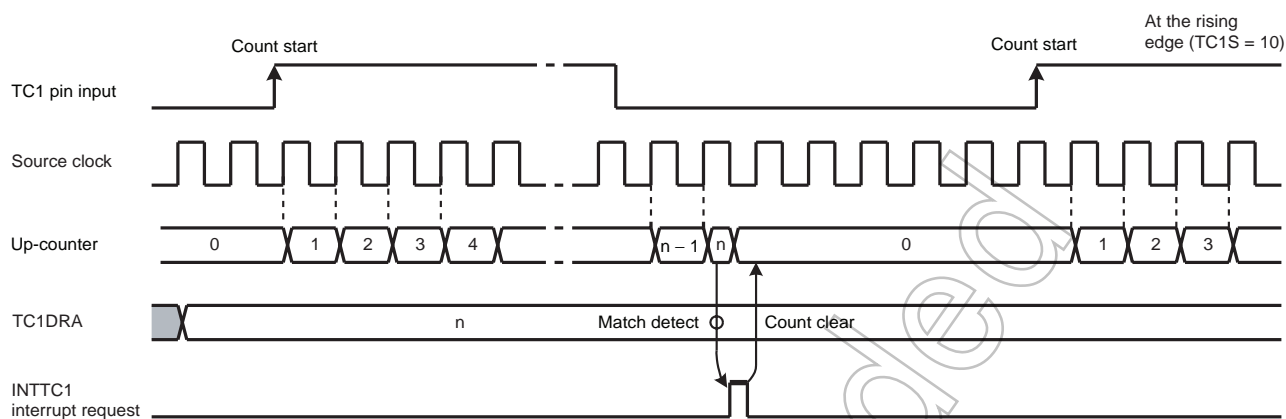 At the rising
edge (TC1S = 10)
Count start
Count start
TC1 pin input
Source clock
Up-counter
0
1
2
3
4
n – 1
n
0
1
2
3
TC1DRA
n
Match detect
Count clear
INTTC1
interrupt request
ded